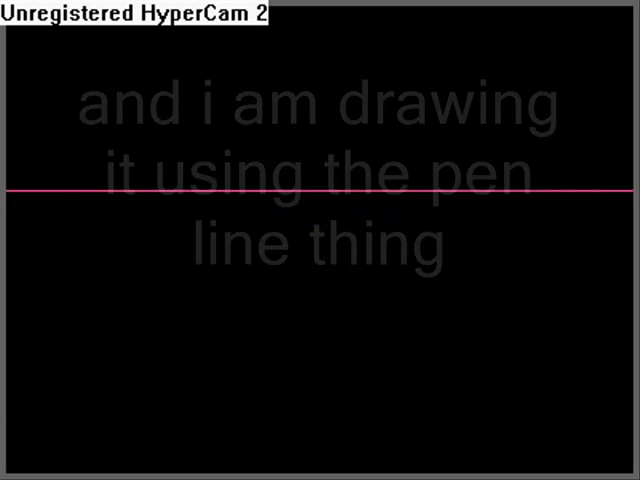 Unregistered HyperCam 2
and i am drawing
it using the pen
line thing